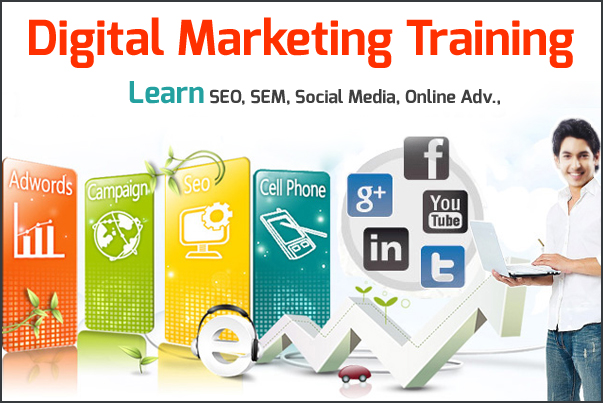 Digital Marketing Training
Learn SEO, SEM, Social Media, Online Adv.,
Adwords
Campaign
Seo
Cell Phone
f
g+
You
Tube
in
t
e